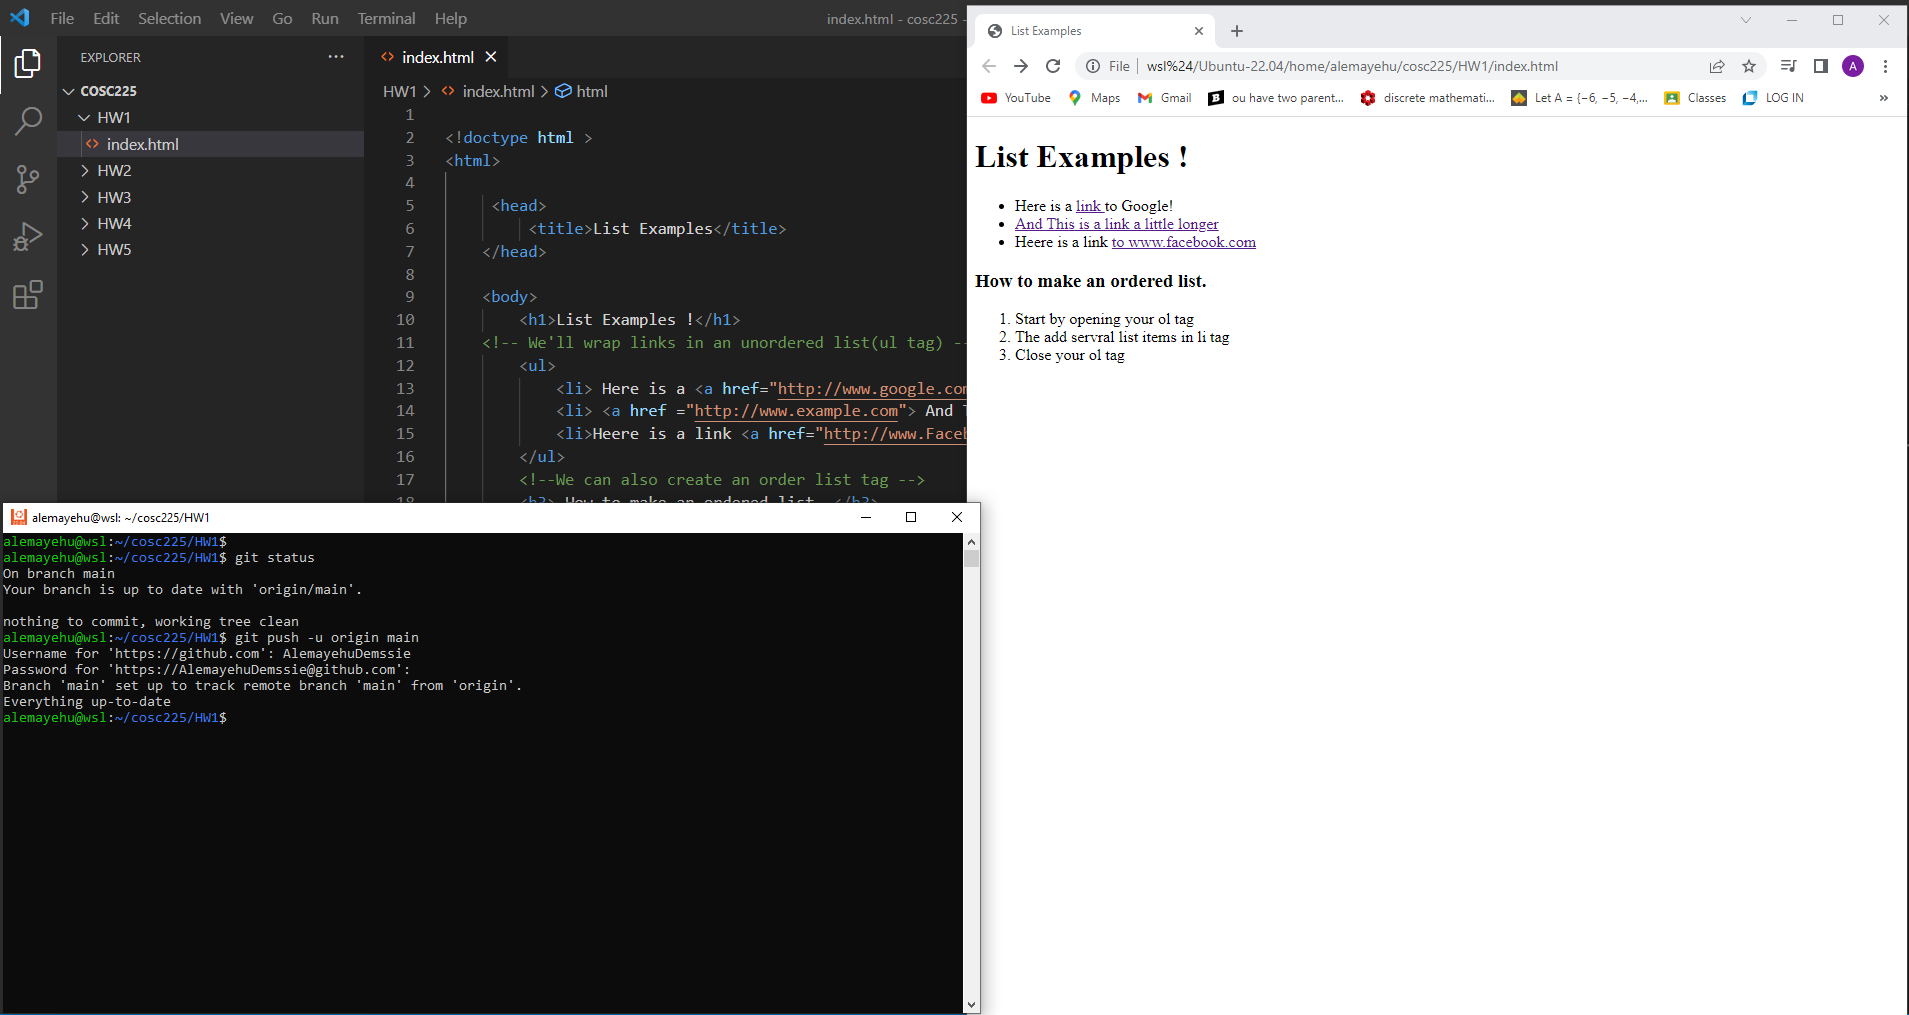 File Edit Selection View Go Run Terminal Help
index.html - cosc225 -
EXPLORER
COSC225
HW1
index.html
HW2
HW3
HW4
HW5
index.html
HW1 > index.html > html
1
2 <!doctype html >
3 <html>
4
5 <head>
6 <title>List Examples</title>
7 </head>
8
9 <body>
10 <h1>List Examples !</h1>
11 <!-- We'll wrap links in an unordered list(ul tag) --
12 <ul>
13 <li> Here is a <a href="http://www.google.com
14 <li> <a href ="http://www.example.com"> And T
15 <li>Heere is a link <a href="http://www.Faceb
16 </ul>
17 <!--We can also create an order list tag -->
18 <h3> How to make an ordered list. </h3>
alemayehu@wsl: ~/cosc225/HW1
alemayehu@wsl:~/cosc225/HW1$
alemayehu@wsl:~/cosc225/HW1$ git status
On branch main
Your branch is up to date with 'origin/main'.
nothing to commit, working tree clean
alemayehu@wsl:~/cosc225/HW1$ git push -u origin main
Username for 'https://github.com': AlemayehuDemssie
Password for 'https://AlemayehuDemssie@github.com':
Branch 'main' set up to track remote branch 'main' from 'origin'.
Everything up-to-date
alemayehu@wsl:~/cosc225/HW1$
List Examples
File | wsl%24/Ubuntu-22.04/home/alemayehu/cosc225/HW1/index.html
A
YouTube Maps Gmail ou have two parent... discrete mathemati... Let A = {−6, −5, −4,... Classes LOG IN »
List Examples !
• Here is a link to Google!
• And This is a link a little longer
• Heere is a link to www.facebook.com
How to make an ordered list.
1. Start by opening your ol tag
2. The add servral list items in li tag
3. Close your ol tag